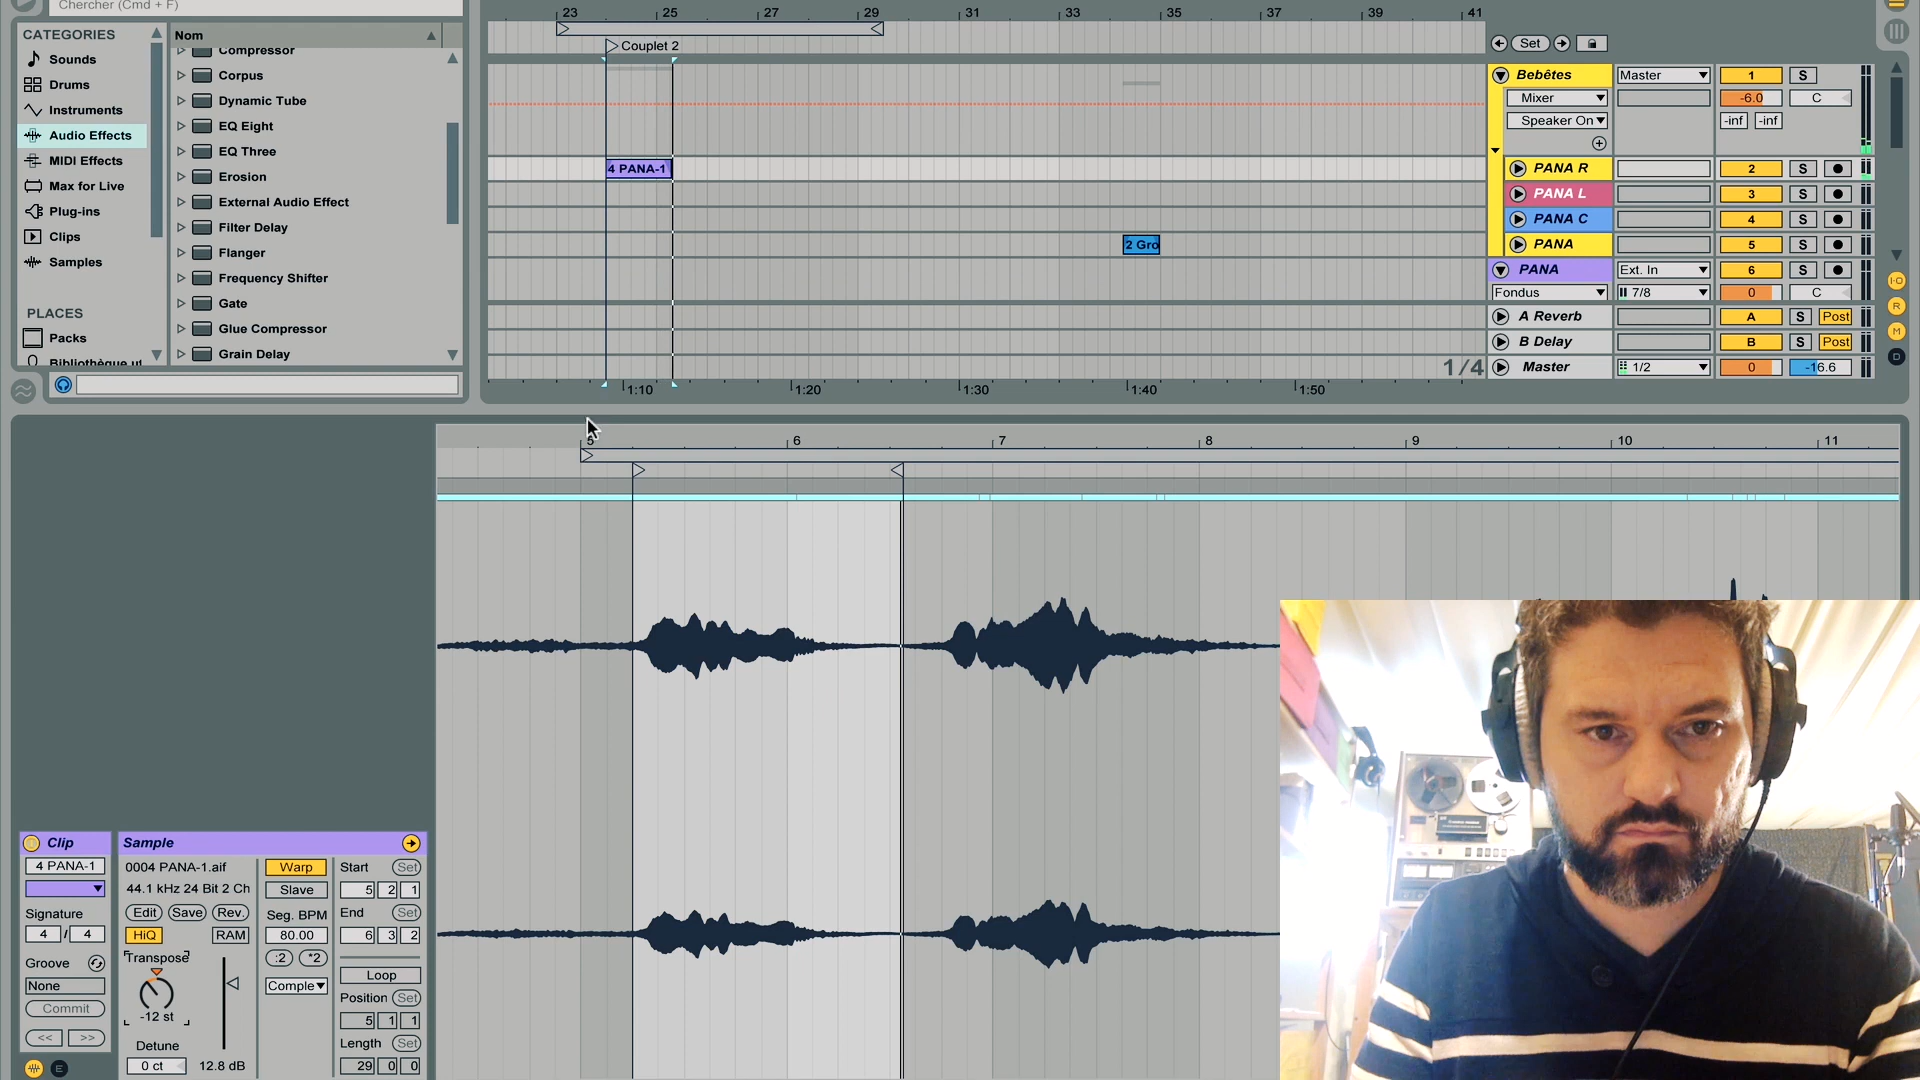 Chercher (Cmd + F)
CATEGORIES
Sounds
Drums
Instruments
Audio Effects
MIDI Effects
Max for Live
Plug-ins
Clips
Samples
PLACES
Packs
Nom
Compressor
Corpus
Dynamic Tube
EQ Eight
EQ Three
Erosion
External Audio Effect
Filter Delay
Flanger
Frequency Shifter
Gate
Glue Compressor
Grain Delay
23 25 27 29 31 33 35 37 39 41
Couplet 2
4 PANA-1
2 Gro
1/4
1:10 1:20 1:30 1:40 1:50
Set
Bebêtes Master 1 S
Mixer -6.0 C
Speaker On -inf -inf
PANA R 2 S
PANA L 3 S
PANA C 4 S
PANA 5 S
PANA Ext. In 6 S
Fondus 7/8 0 C
A Reverb A S Post
B Delay B S Post
Master 1/2 0 -16.6
I·O
R
M
D
5 6 7 8 9 10 11
Clip
4 PANA-1
Signature
4 / 4
Groove
None
Commit
<< >>
E
Sample
0004 PANA-1.aif
44.1 kHz 24 Bit 2 Ch
Edit Save Rev.
HiQ RAM
Transpose
-12 st
Detune
0 ct 12.8 dB
Warp
Slave
Seg. BPM
80.00
:2 *2
Comple
Start Set
5 2 1
End Set
6 3 2
Loop
Position Set
5 1 1
Length Set
29 0 0